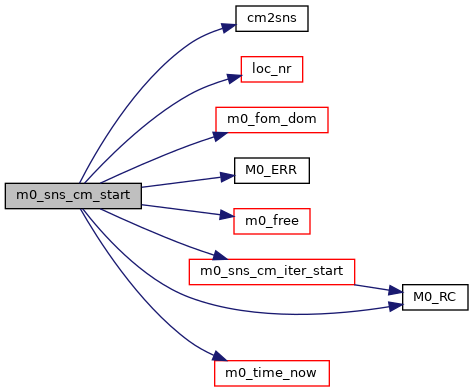 cm2sns
loc_nr
m0_fom_dom
M0_ERR
m0_sns_cm_start
m0_free
m0_sns_cm_iter_start
M0_RC
m0_time_now